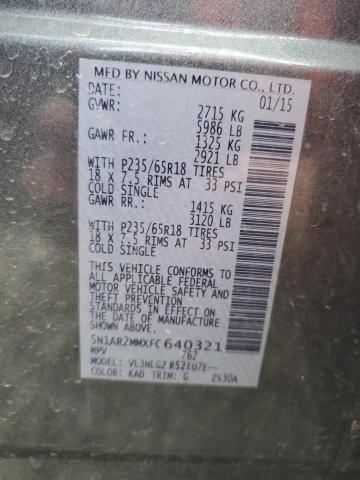 MFD BY NISSAN MOTOR CO., LTD.
DATE: 01/15
GVWR: 2715 KG
5986 LB
GAWR FR.: 1325 KG
2921 LB
WITH P235/65R18 TIRES
18 X 7.5 RIMS AT 33 PSI
COLD SINGLE
GAWR RR.: 1415 KG
3120 LB
WITH P235/65R18 TIRES
18 X 7.5 RIMS AT 33 PSI
COLD SINGLE
THIS VEHICLE CONFORMS TO
ALL APPLICABLE FEDERAL
MOTOR VEHICLE SAFETY
AND THEFT PREVENTION
STANDARDS IN EFFECT ON
THE DATE OF MANUFACTURE
SHOWN ABOVE.
5N1AR2MMXFC640321
MPV 762
VL3NLGZ R52EU7E--
COLOR: KAD TRIM: G 2530A